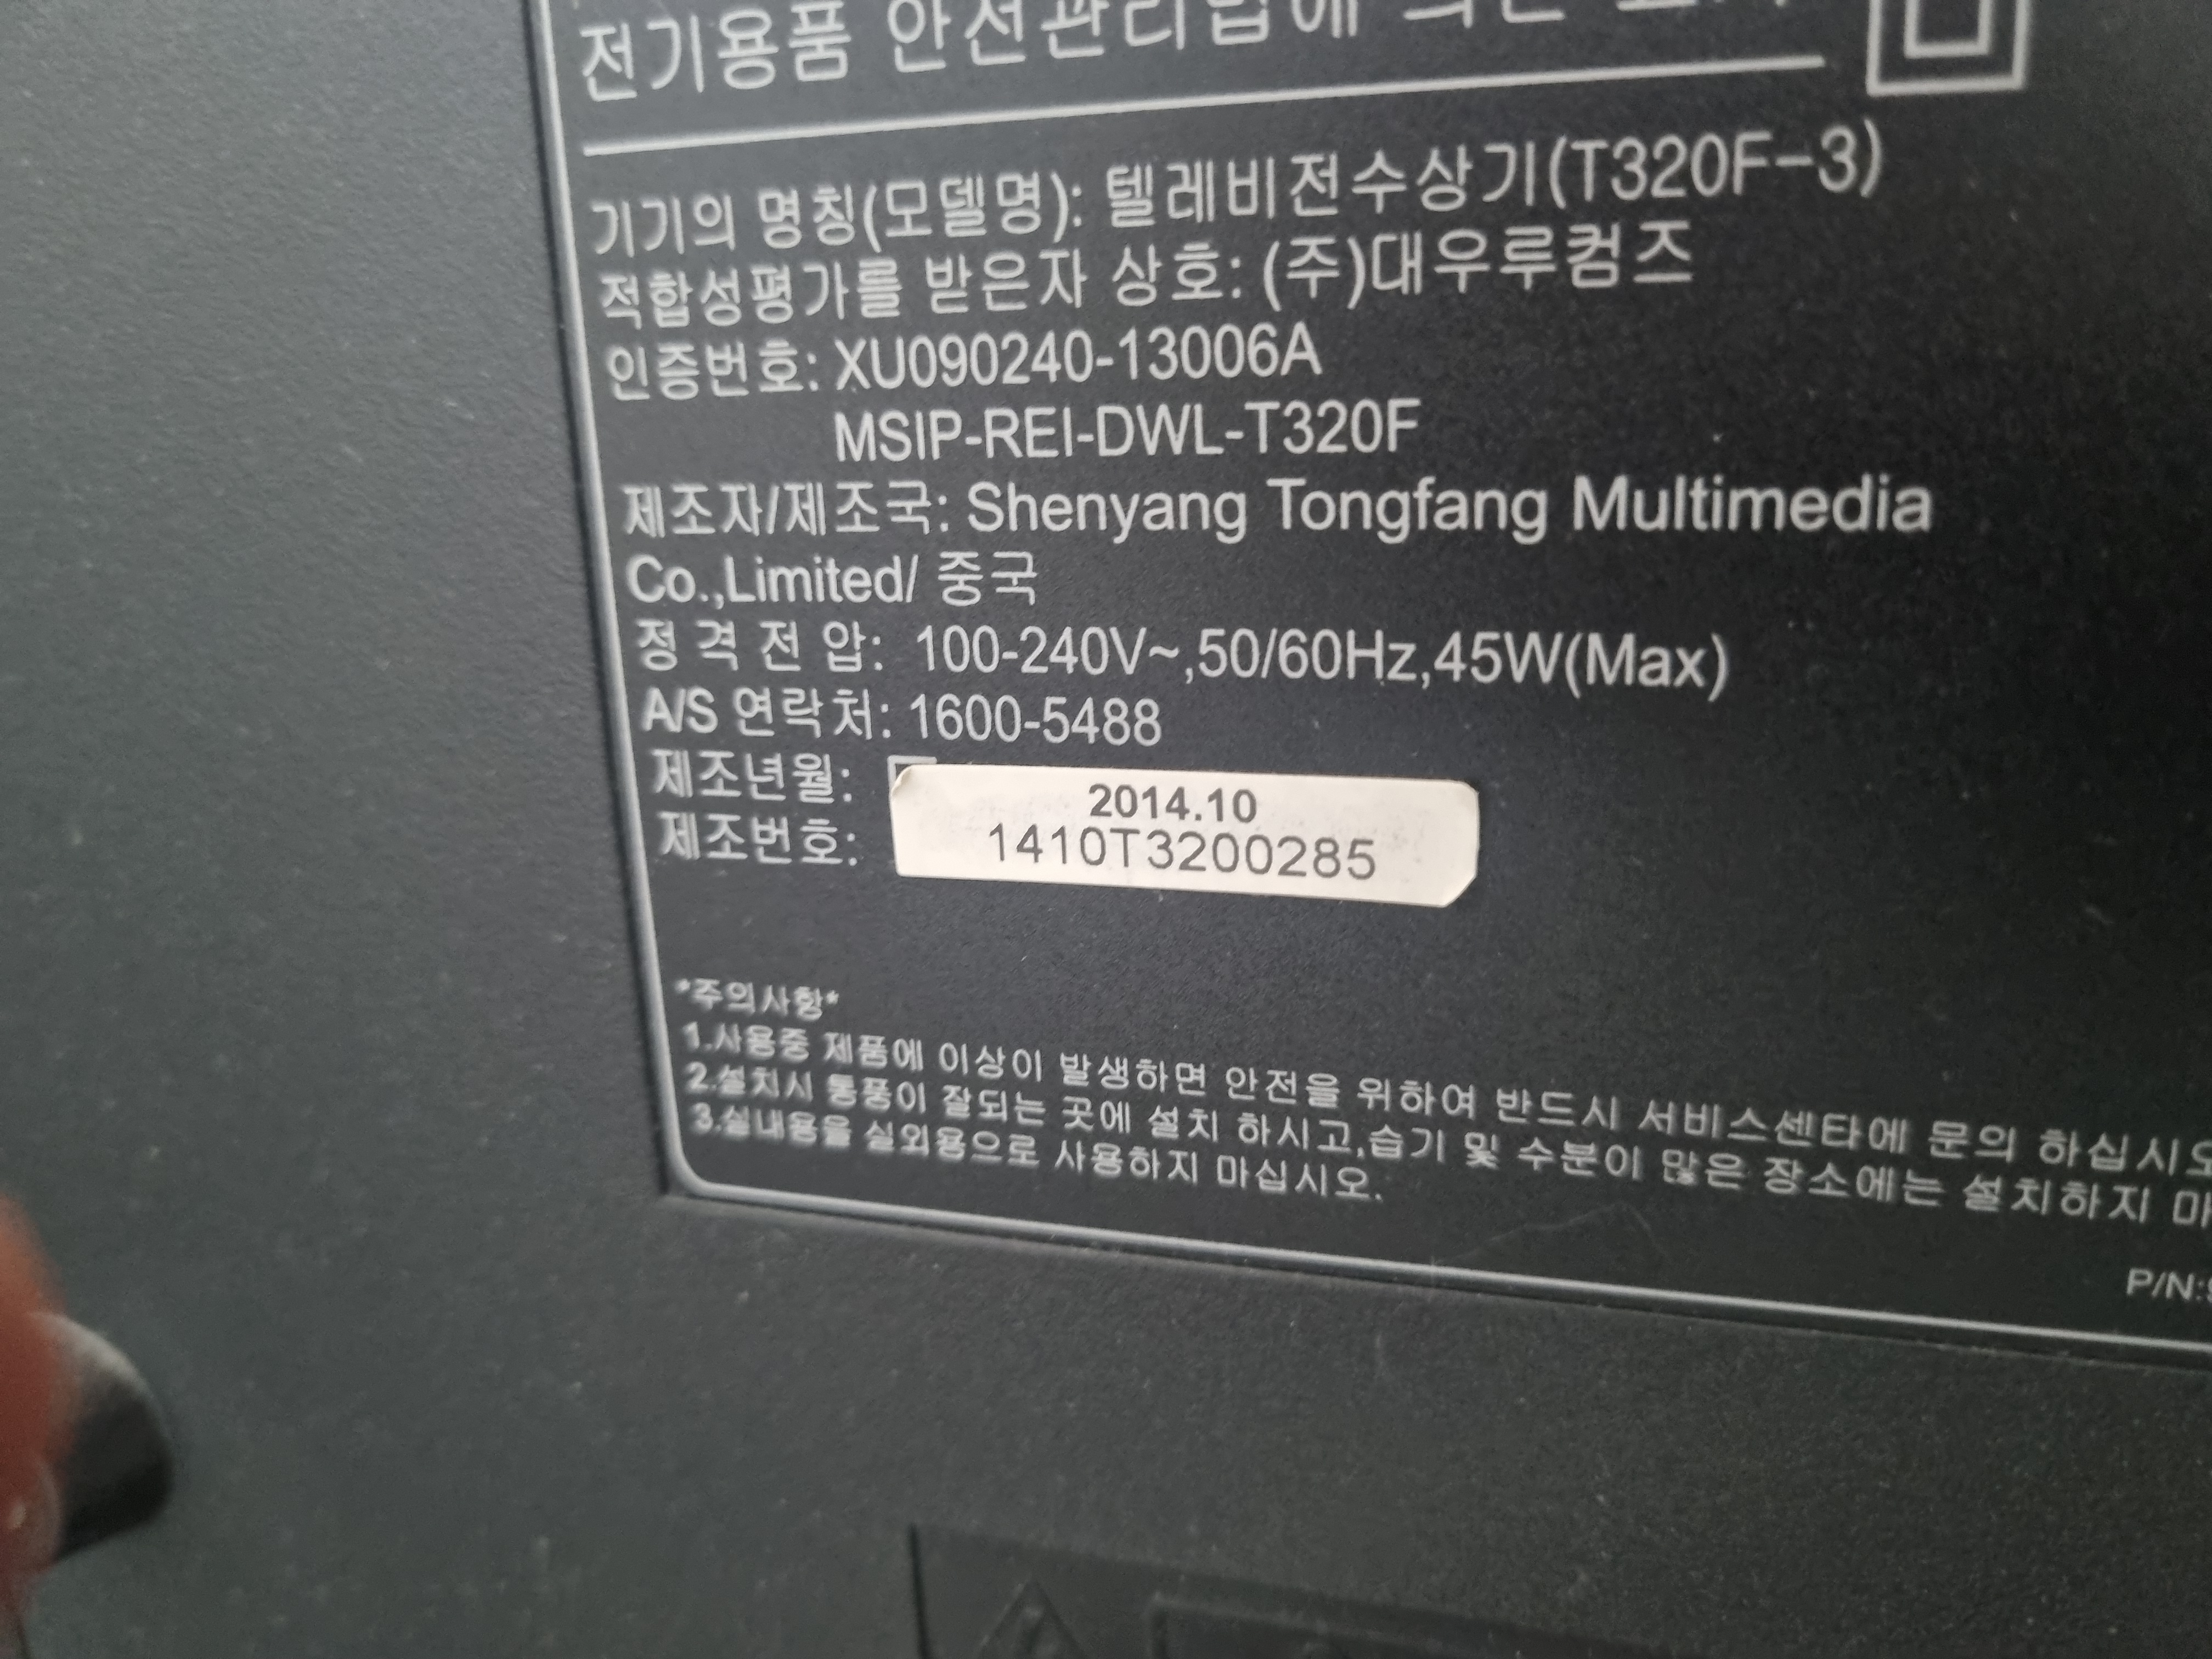 전기용품 안전관리법에 의한 표시
기기의 명칭(모델명): 텔레비전수상기(T320F-3)
적합성평가를 받은자 상호: (주)대우루컴즈
인증번호: XU090240-13006A
MSIP-REI-DWL-T320F
제조자/제조국: Shenyang Tongfang Multimedia
Co.,Limited/ 중국
정 격 전 압: 100-240V~,50/60Hz,45W(Max)
A/S 연락처: 1600-5488
제조년월: 2014.10
제조번호: 1410T3200285
*주의사항*
1.사용중 제품에 이상이 발생하면 안전을 위하여 반드시 서비스센타에 문의 하십시오
2.설치시 통풍이 잘되는 곳에 설치 하시고,습기 및 수분이 많은 장소에는 설치하지 마
3.실내용을 실외용으로 사용하지 마십시오.
P/N: